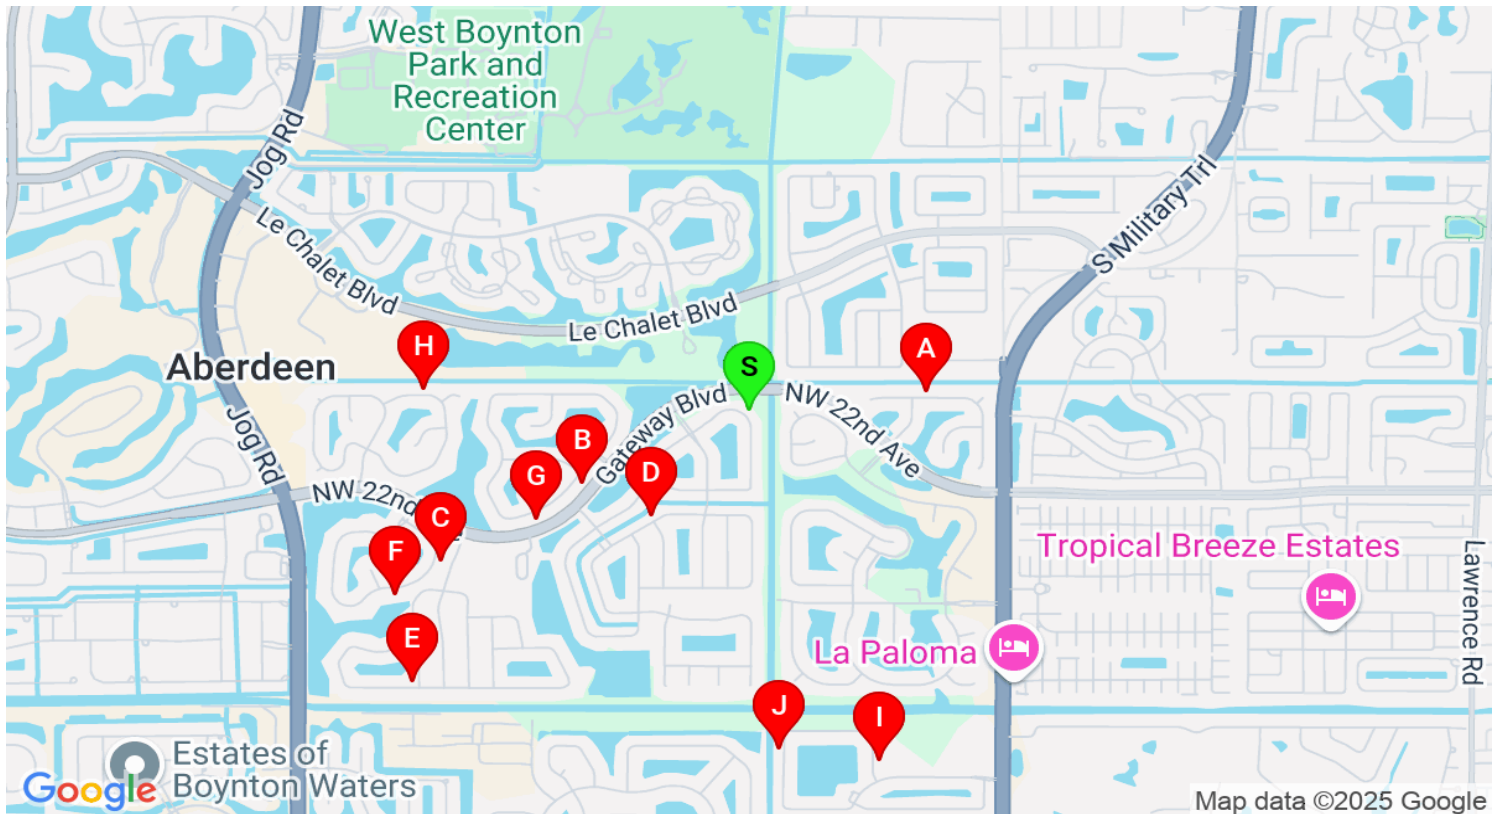 West Boynton
Park and
Recreation
Center
Jog Rd
S Military Trl
Le Chalet Blvd
Le Chalet Blvd
H
A
S
Aberdeen
Gateway Blvd
NW 22nd Ave
Jog Rd
B
D
G
NW 22nd
e
C
F
Tropical Breeze Estates
Lawrence Rd
E
La Paloma
J
I
Estates of
Boynton Waters
Google
Map data ©2025 Google